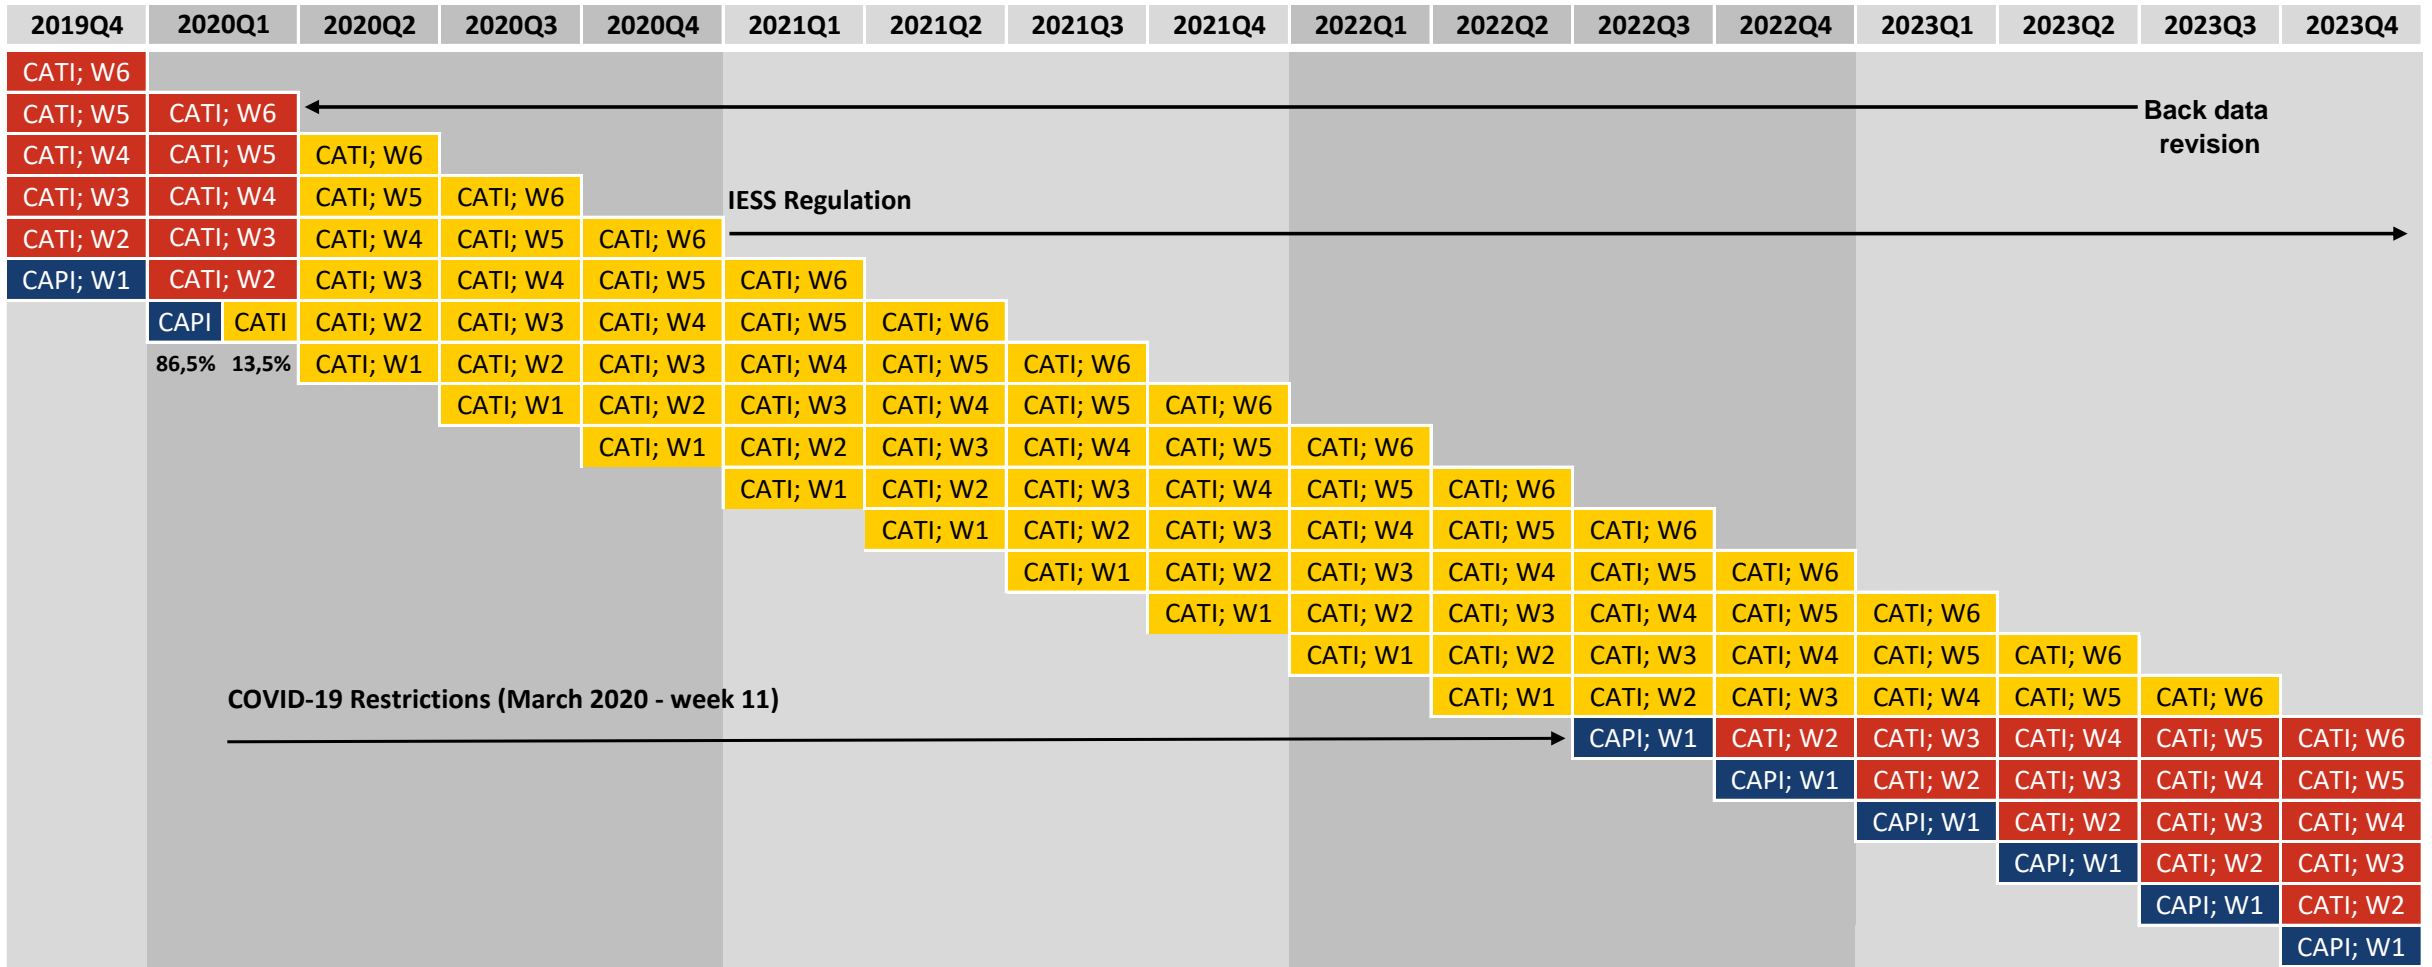 2019Q4 2020Q1 2020Q2 2020Q3 2020Q4 2021Q1 2021Q2 2021Q3 2021Q4 2022Q1 2022Q2 2022Q3 2022Q4 2023Q1 2023Q2 2023Q3 2023Q4
CATI; W6
CATI; W5 CATI; W6 Back data
CATI; W4 CATI; W5 CATI; W6 revision
CATI; W3 CATI; W4 CATI; W5 CATI; W6 IESS Regulation
CATI; W2 CATI; W3 CATI; W4 CATI; W5 CATI; W6
CAPI; W1 CATI; W2 CATI; W3 CATI; W4 CATI; W5 CATI; W6
CAPI CATI CATI; W2 CATI; W3 CATI; W4 CATI; W5 CATI; W6
86,5% 13,5% CATI; W1 CATI; W2 CATI; W3 CATI; W4 CATI; W5 CATI; W6
CATI; W1 CATI; W2 CATI; W3 CATI; W4 CATI; W5 CATI; W6
CATI; W1 CATI; W2 CATI; W3 CATI; W4 CATI; W5 CATI; W6
CATI; W1 CATI; W2 CATI; W3 CATI; W4 CATI; W5 CATI; W6
CATI; W1 CATI; W2 CATI; W3 CATI; W4 CATI; W5 CATI; W6
CATI; W1 CATI; W2 CATI; W3 CATI; W4 CATI; W5 CATI; W6
CATI; W1 CATI; W2 CATI; W3 CATI; W4 CATI; W5 CATI; W6
CATI; W1 CATI; W2 CATI; W3 CATI; W4 CATI; W5 CATI; W6
COVID-19 Restrictions (March 2020 - week 11) CATI; W1 CATI; W2 CATI; W3 CATI; W4 CATI; W5 CATI; W6
CAPI; W1 CATI; W2 CATI; W3 CATI; W4 CATI; W5 CATI; W6
CAPI; W1 CATI; W2 CATI; W3 CATI; W4 CATI; W5
CAPI; W1 CATI; W2 CATI; W3 CATI; W4
CAPI; W1 CATI; W2 CATI; W3
CAPI; W1 CATI; W2
CAPI; W1